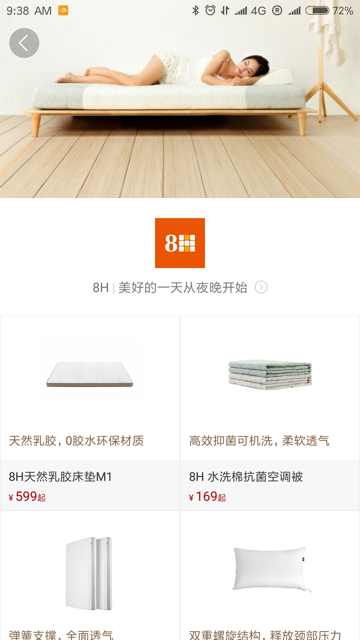 9:38 AM
4G R 72%
8H
8H | 美好的一天从夜晚开始
天然乳胶，0胶水环保材质
高效抑菌可机洗，柔软透气
8H天然乳胶床垫M1
8H 水洗棉抗菌空调被
¥ 599起
¥ 169起
弹簧支撑，全面透气
双重螺旋结构，释放颈部压力